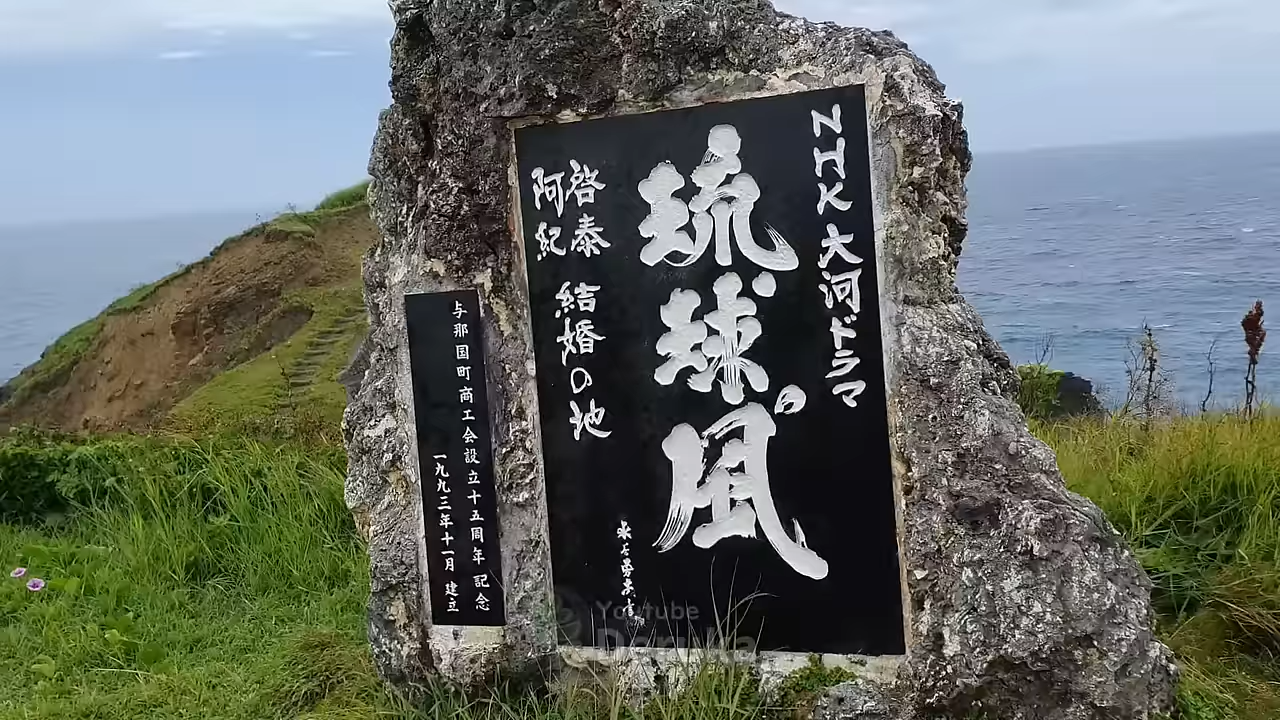 NHK大河ドラマ
琉球の風
啓泰
阿紀
結婚の地
与那国町商工会設立十五周年記念
一九九三年十一月 建立
Youtube
Daruka